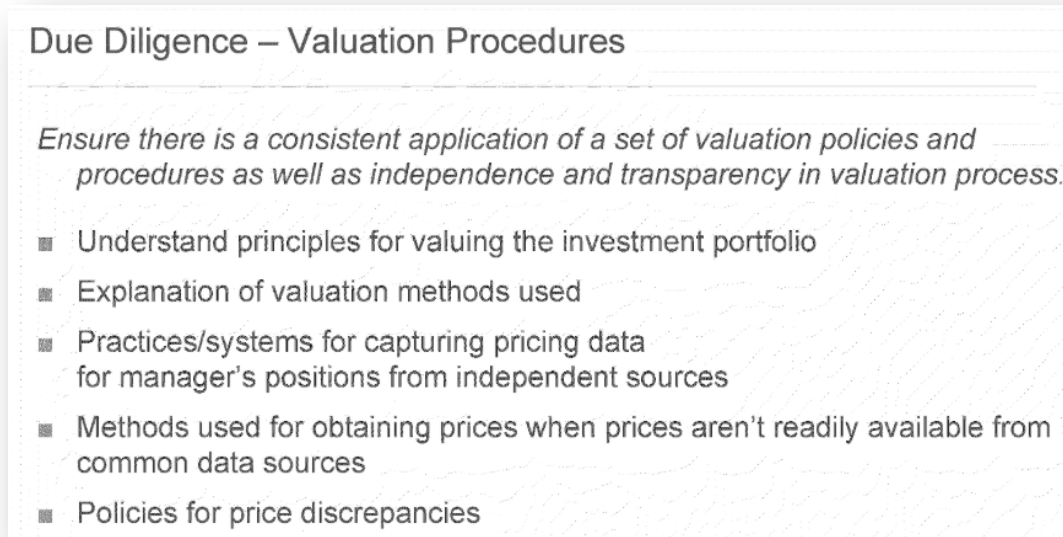 Due Diligence – Valuation Procedures
Ensure there is a consistent application of a set of valuation policies and
procedures as well as independence and transparency in valuation process.
■ Understand principles for valuing the investment portfolio
■ Explanation of valuation methods used
■ Practices/systems for capturing pricing data
for manager's positions from independent sources
■ Methods used for obtaining prices when prices aren't readily available from
common data sources
■ Policies for price discrepancies